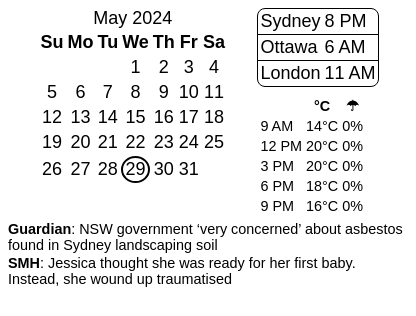 May 2024
Su Mo Tu We Th Fr Sa
1 2 3 4
5 6 7 8 9 10 11
12 13 14 15 16 17 18
19 20 21 22 23 24 25
26 27 28 29 30 31
Sydney 8 PM
Ottawa 6 AM
London 11 AM
°C ☂
9 AM 14°C 0%
12 PM 20°C 0%
3 PM 20°C 0%
6 PM 18°C 0%
9 PM 16°C 0%
Guardian: NSW government ‘very concerned’ about asbestos
found in Sydney landscaping soil
SMH: Jessica thought she was ready for her first baby.
Instead, she wound up traumatised